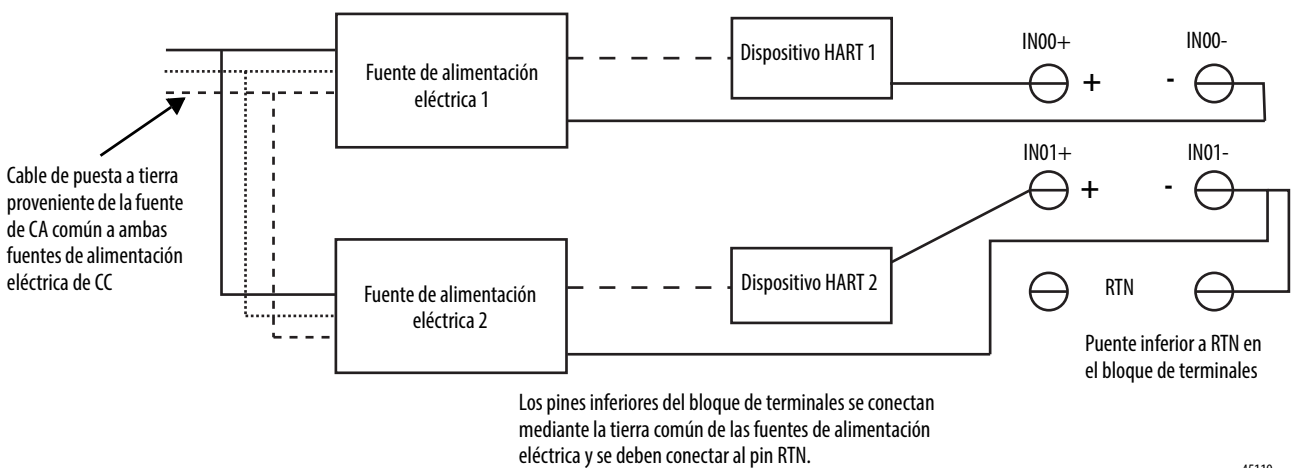 Fuente de alimentación
eléctrica 1
Dispositivo HART 1
IN00+
IN00-
+
-
Cable de puesta a tierra
proveniente de la fuente
de CA común a ambas
fuentes de alimentación
eléctrica de CC
IN01+
IN01-
+
-
Fuente de alimentación
eléctrica 2
Dispositivo HART 2
RTN
Puente inferior a RTN en
el bloque de terminales
Los pines inferiores del bloque de terminales se conectan
mediante la tierra común de las fuentes de alimentación
eléctrica y se deben conectar al pin RTN.